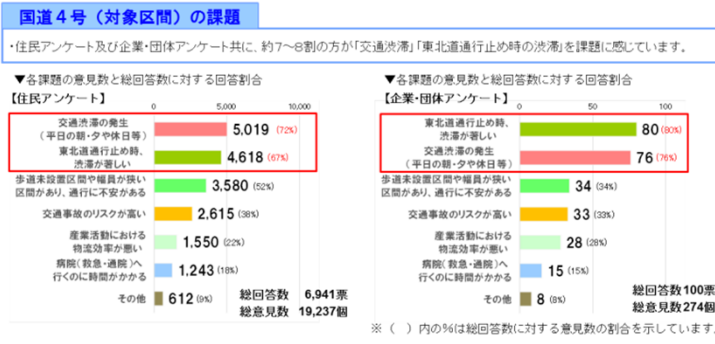 国道４号（対象区間）の課題
・住民アンケート及び企業・団体アンケート共に、約７～８割の方が「交通渋滞」「東北道通行止め時の渋滞」を課題に感じています。
▼各課題の意見数と総回答数に対する回答割合
【住民アンケート】
0 5,000 10,000
交通渋滞の発生
（平日の朝・夕や休日等）
5,019 (72%)
東北道通行止め時、
渋滞が著しい
4,618 (67%)
歩道未設置区間や幅員が狭い
区間があり、通行に不安がある
3,580 (52%)
交通事故のリスクが高い
2,615 (38%)
産業活動における
物流効率が悪い
1,550 (22%)
病院（救急・通院）へ
行くのに時間がかかる
1,243 (18%)
その他
612 (9%)
総回答数 6,941票
総意見数 19,237個
▼各課題の意見数と総回答数に対する回答割合
【企業・団体アンケート】
0 50 100
東北道通行止め時、
渋滞が著しい
80 (80%)
交通渋滞の発生
（平日の朝・夕や休日等）
76 (76%)
歩道未設置区間や幅員が狭い
区間があり、通行に不安がある
34 (34%)
交通事故のリスクが高い
33 (33%)
産業活動における
物流効率が悪い
28 (28%)
病院（救急・通院）へ
行くのに時間がかかる
15 (15%)
その他
8 (8%)
総回答数100票
総意見数274個
※（　）内の％は総回答数に対する意見数の割合を示しています。